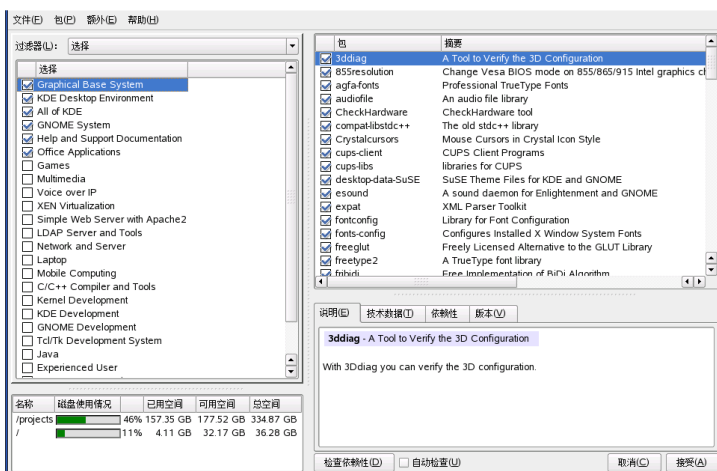 文件(F) 包(P) 额外(E) 帮助(H)
过滤器(L): 选择
选择
Graphical Base System
KDE Desktop Environment
All of KDE
GNOME System
Help and Support Documentation
Office Applications
Games
Multimedia
Voice over IP
XEN Virtualization
Simple Web Server with Apache2
LDAP Server and Tools
Network and Server
Laptop
Mobile Computing
C/C++ Compiler and Tools
Kernel Development
KDE Development
GNOME Development
Tcl/Tk Development System
Java
Experienced User
名称 磁盘使用情况 已用空间 可用空间 总空间
/projects 46% 157.35 GB 177.52 GB 334.87 GB
/ 11% 4.11 GB 32.17 GB 36.28 GB
包 摘要
3ddiag A Tool to Verify the 3D Configuration
855resolution Change Vesa BIOS mode on 855/865/915 Intel graphics
agfa-fonts Professional TrueType Fonts
audiofile An audio file library
CheckHardware CheckHardware tool
compat-libstdc++ The old stdc++ library
Crystalcursors Mouse Cursors in Crystal Icon Style
cups-client CUPS Client Programs
cups-libs libraries for CUPS
desktop-data-SuSE SuSE Theme Files for KDE and GNOME
esound A sound daemon for Enlightenment and GNOME
expat XML Parser Toolkit
fontconfig Library for Font Configuration
fonts-config Configures Installed X Window System Fonts
freeglut Freely Licensed Alternative to the GLUT Library
freetype2 A TrueType font library
fribidi Free Implementation of BiDi Algorithm
说明(E) 技术数据(T) 依赖性 版本(V)
3ddiag - A Tool to Verify the 3D Configuration
With 3Ddiag you can verify the 3D configuration.
检查依赖性(D) 自动检查(U) 取消(C) 接受(A)